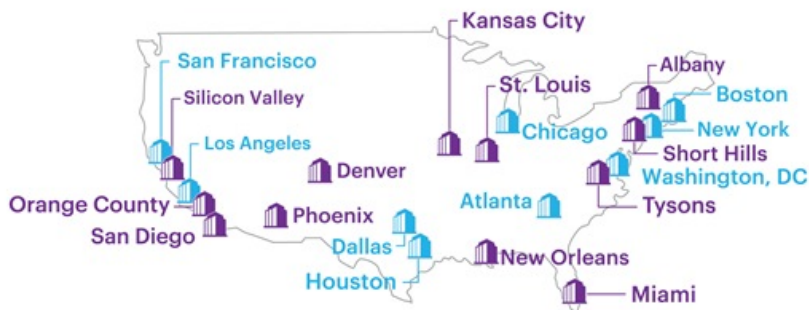 Kansas City
San Francisco
Albany
St. Louis
Silicon Valley
Boston
Chicago
New York
Los Angeles
Short Hills
Denver
Washington, DC
Orange County
Atlanta
Tysons
Phoenix
San Diego
Dallas
New Orleans
Houston
Miami